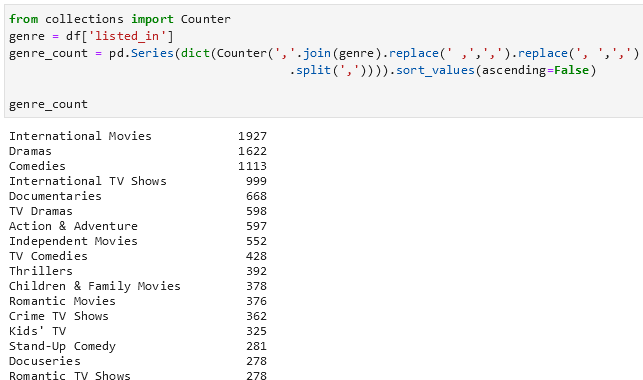 from collections import Counter
genre = df['listed_in']
genre_count = pd.Series(dict(Counter(','.join(genre).replace(' ,',',').replace(', ',',')
.split(',')))).sort_values(ascending=False)
genre_count
International Movies 1927
Dramas 1622
Comedies 1113
International TV Shows 999
Documentaries 668
TV Dramas 598
Action & Adventure 597
Independent Movies 552
TV Comedies 428
Thrillers 392
Children & Family Movies 378
Romantic Movies 376
Crime TV Shows 362
Kids' TV 325
Stand-Up Comedy 281
Docuseries 278
Romantic TV Shows 278